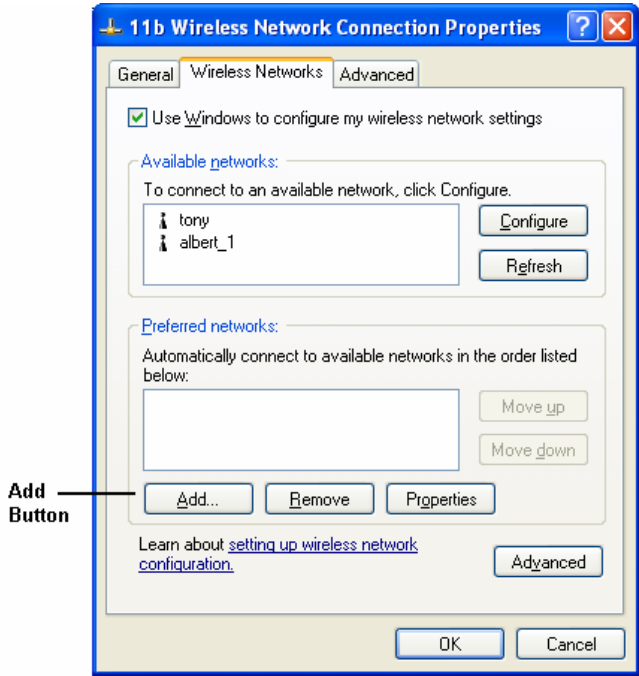 11b Wireless Network Connection Properties
General Wireless Networks Advanced
Use Windows to configure my wireless network settings
Available networks:
To connect to an available network, click Configure.
tony
albert_1
Configure
Refresh
Preferred networks:
Automatically connect to available networks in the order listed
below:
Move up
Move down
Add Button
Add... Remove Properties
Learn about setting up wireless network
configuration.
Advanced
OK Cancel